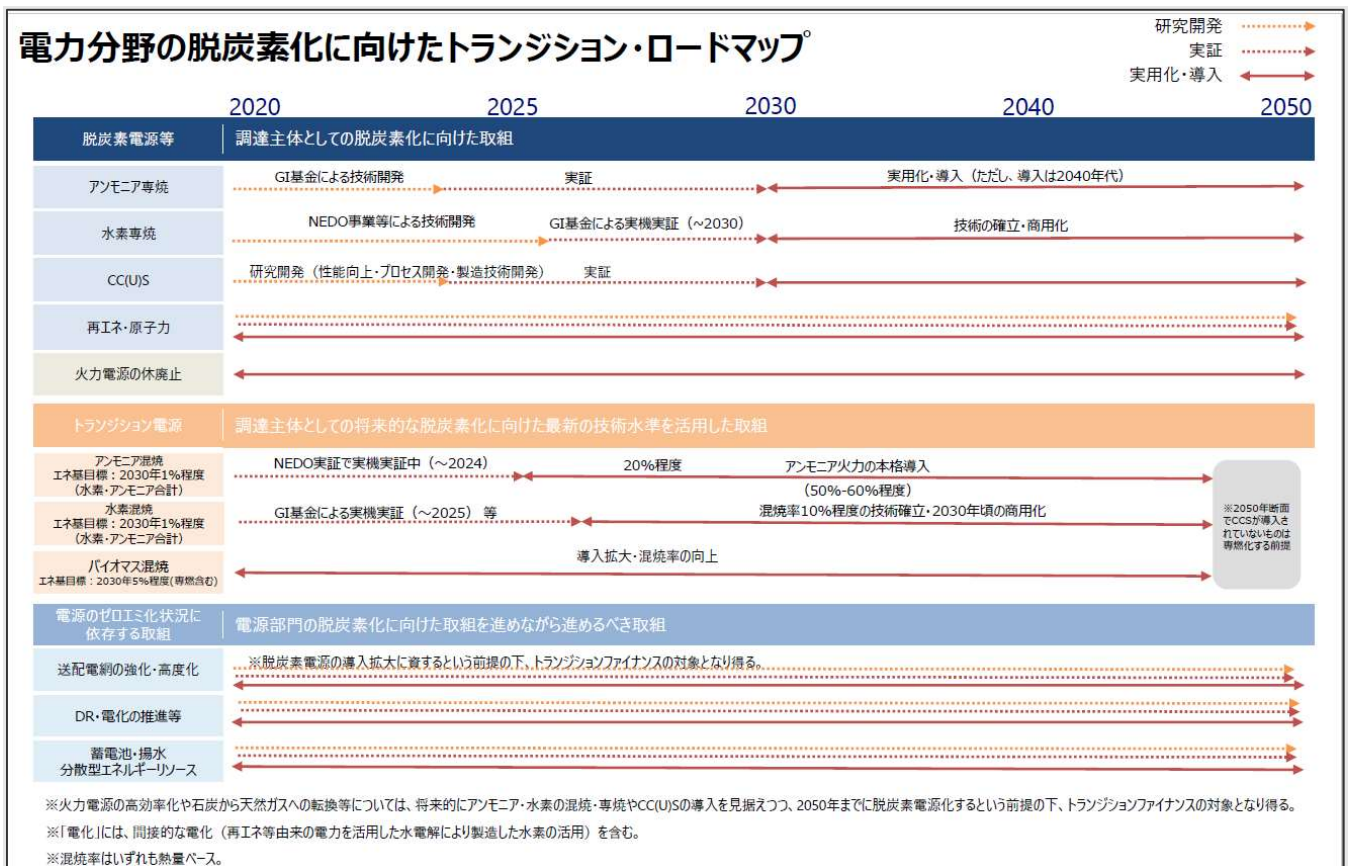 電力分野の脱炭素化に向けたトランジション・ロードマップ
研究開発
実証
実用化・導入
2020 2025 2030 2040 2050
脱炭素電源等 調達主体としての脱炭素化に向けた取組
アンモニア専焼 GI基金による技術開発 実証 実用化・導入（ただし、導入は2040年代）
水素専焼 NEDO事業等による技術開発 GI基金による実機実証（~2030） 技術の確立・商用化
CC(U)S 研究開発（性能向上・プロセス開発・製造技術開発） 実証
再エネ・原子力
火力電源の休廃止
トランジション電源 調達主体としての将来的な脱炭素化に向けた最新の技術水準を活用した取組
アンモニア混焼
エネ基目標：2030年1%程度
（水素・アンモニア合計）
NEDO実証で実機実証中（～2024） 20%程度 アンモニア火力の本格導入
（50%-60%程度）
水素混焼
エネ基目標：2030年1%程度
（水素・アンモニア合計）
GI基金による実機実証（~2025）等 混焼率10%程度の技術確立・2030年頃の商用化
バイオマス混焼
エネ基目標：2030年5%程度(専燃含む)
導入拡大・混焼率の向上
※2050年断面
でCCSが導入さ
れていないものは
専燃化する前提
電源のゼロエミ化状況に
依存する取組
電源部門の脱炭素化に向けた取組を進めながら進めるべき取組
送配電網の強化・高度化 ※脱炭素電源の導入拡大に資するという前提の下、トランジションファイナンスの対象となり得る。
DR・電化の推進等
蓄電池・揚水
分散型エネルギーリソース
※火力電源の高効率化や石炭から天然ガスへの転換等については、将来的にアンモニア・水素の混焼・専焼やCC(U)Sの導入を見据えつつ、2050年までに脱炭素電源化するという前提の下、トランジションファイナンスの対象となり得る。
※「電化」には、間接的な電化（再エネ等由来の電力を活用した水電解により製造した水素の活用）を含む。
※混焼率はいずれも熱量ベース。